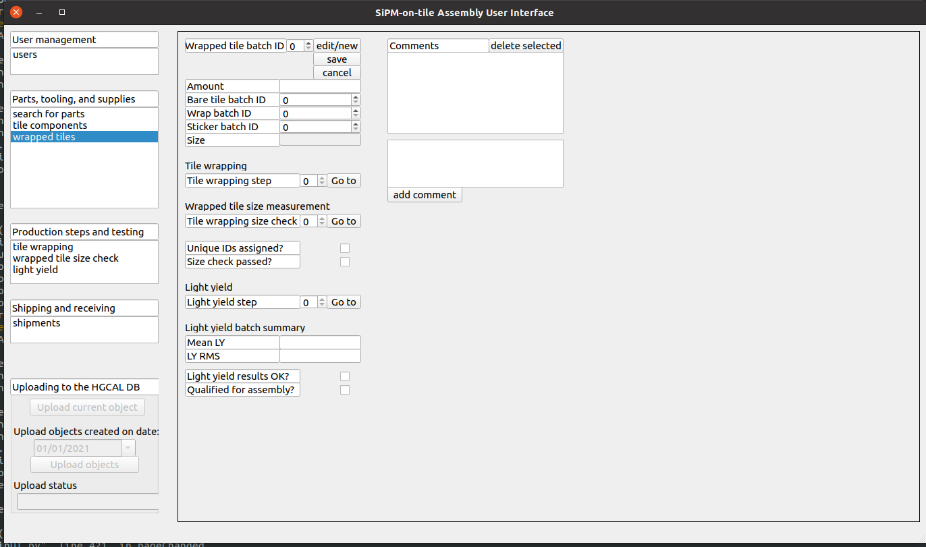 SiPM-on-tile Assembly User Interface
User management
users
Parts, tooling, and supplies
search for parts
tile components
wrapped tiles
Production steps and testing
tile wrapping
wrapped tile size check
light yield
Shipping and receiving
shipments
Uploading to the HGCAL DB
Upload current object
Upload objects created on date:
01/01/2021
Upload objects
Upload status
Wrapped tile batch ID 0 edit/new
save
cancel
Amount
Bare tile batch ID 0
Wrap batch ID 0
Sticker batch ID 0
Size
Tile wrapping
Tile wrapping step 0 Go to
Wrapped tile size measurement
Tile wrapping size check 0 Go to
Unique IDs assigned?
Size check passed?
Light yield
Light yield step 0 Go to
Light yield batch summary
Mean LY
LY RMS
Light yield results OK?
Qualified for assembly?
Comments delete selected
add comment